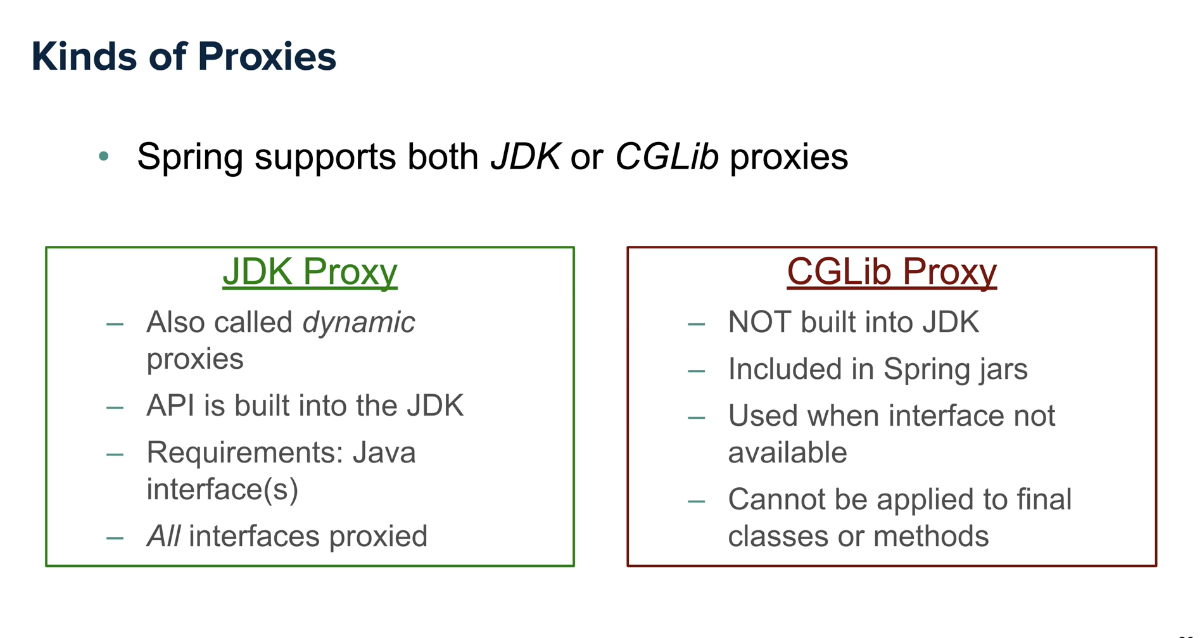 Kinds of Proxies
• Spring supports both JDK or CGLib proxies
JDK Proxy
– Also called dynamic
proxies
– API is built into the JDK
– Requirements: Java
interface(s)
– All interfaces proxied
CGLib Proxy
– NOT built into JDK
– Included in Spring jars
– Used when interface not
available
– Cannot be applied to final
classes or methods